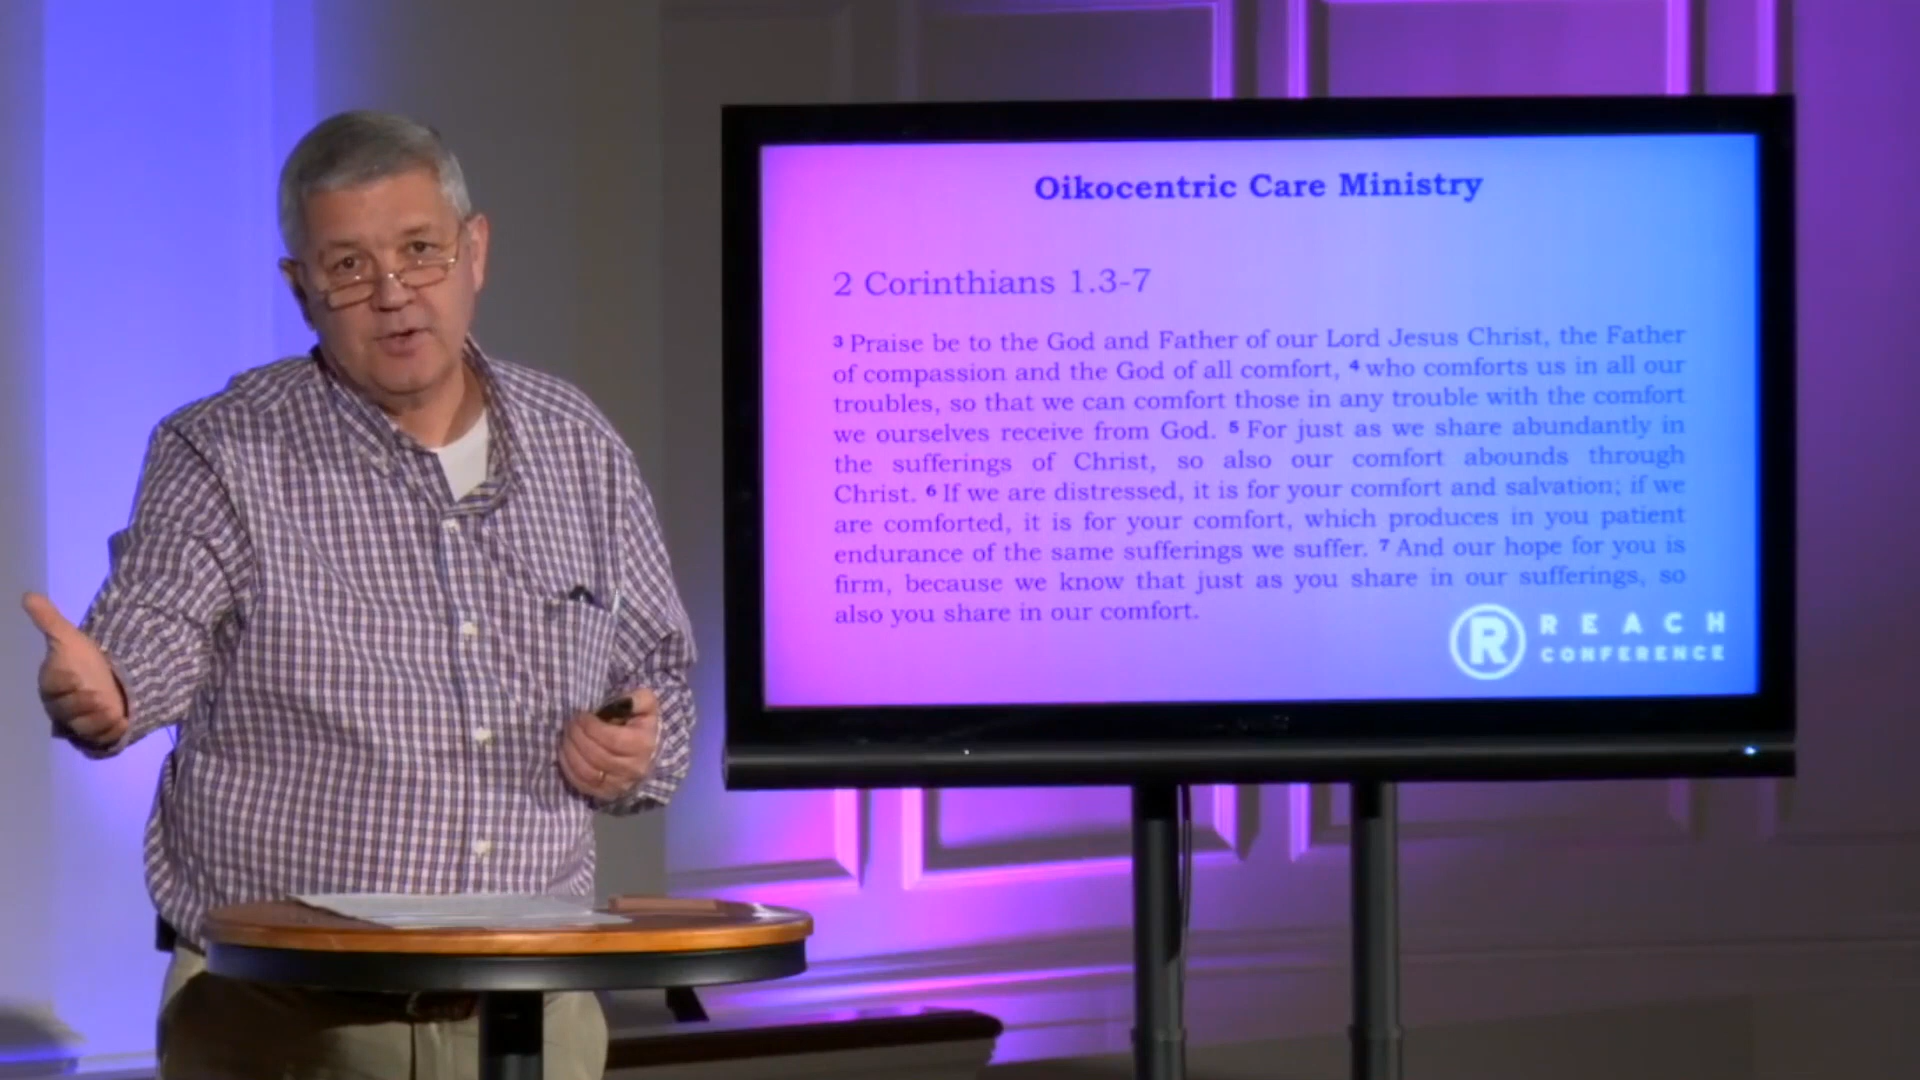 Oikocentric Care Ministry
2 Corinthians 1.3-7
3 Praise be to the God and Father of our Lord Jesus Christ, the Father
of compassion and the God of all comfort, 4 who comforts us in all our
troubles, so that we can comfort those in any trouble with the comfort
we ourselves receive from God. 5 For just as we share abundantly in
the sufferings of Christ, so also our comfort abounds through
Christ. 6 If we are distressed, it is for your comfort and salvation; if we
are comforted, it is for your comfort, which produces in you patient
endurance of the same sufferings we suffer. 7 And our hope for you is
firm, because we know that just as you share in our sufferings, so
also you share in our comfort.
R REACH
CONFERENCE